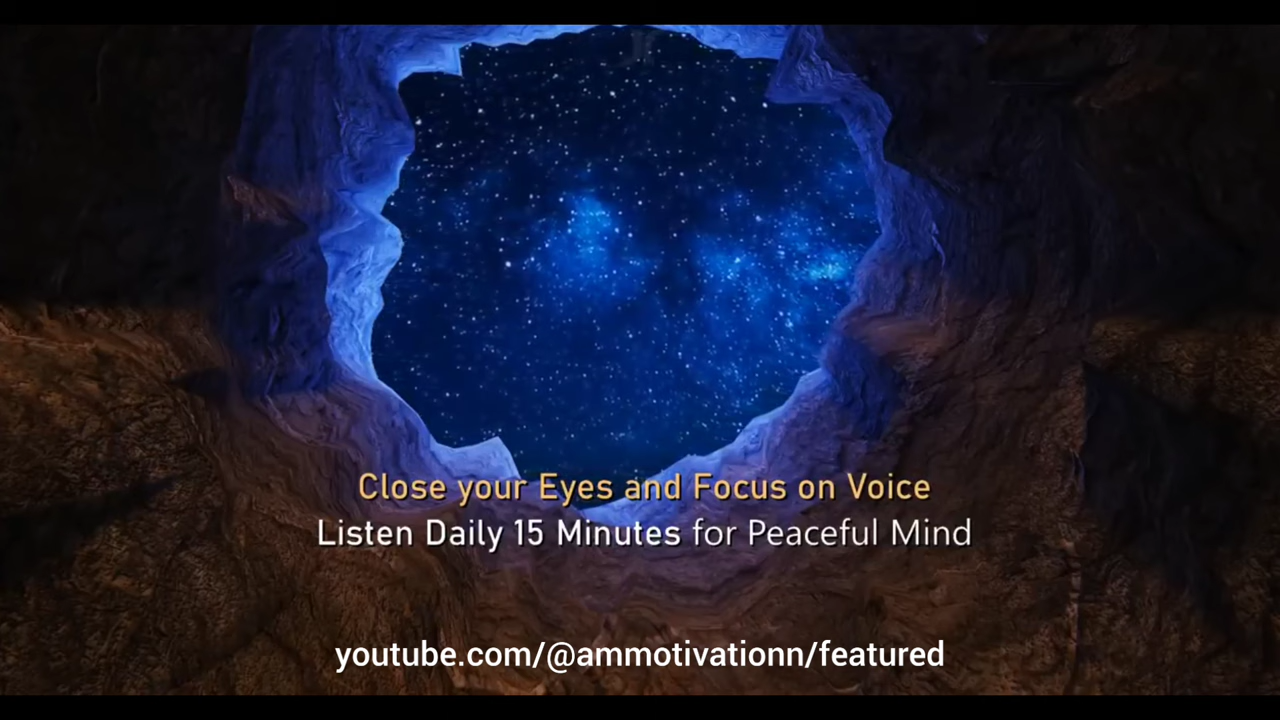 Close your Eyes and Focus on Voice
Listen Daily 15 Minutes for Peaceful Mind
youtube.com/@ammotivationn/featured